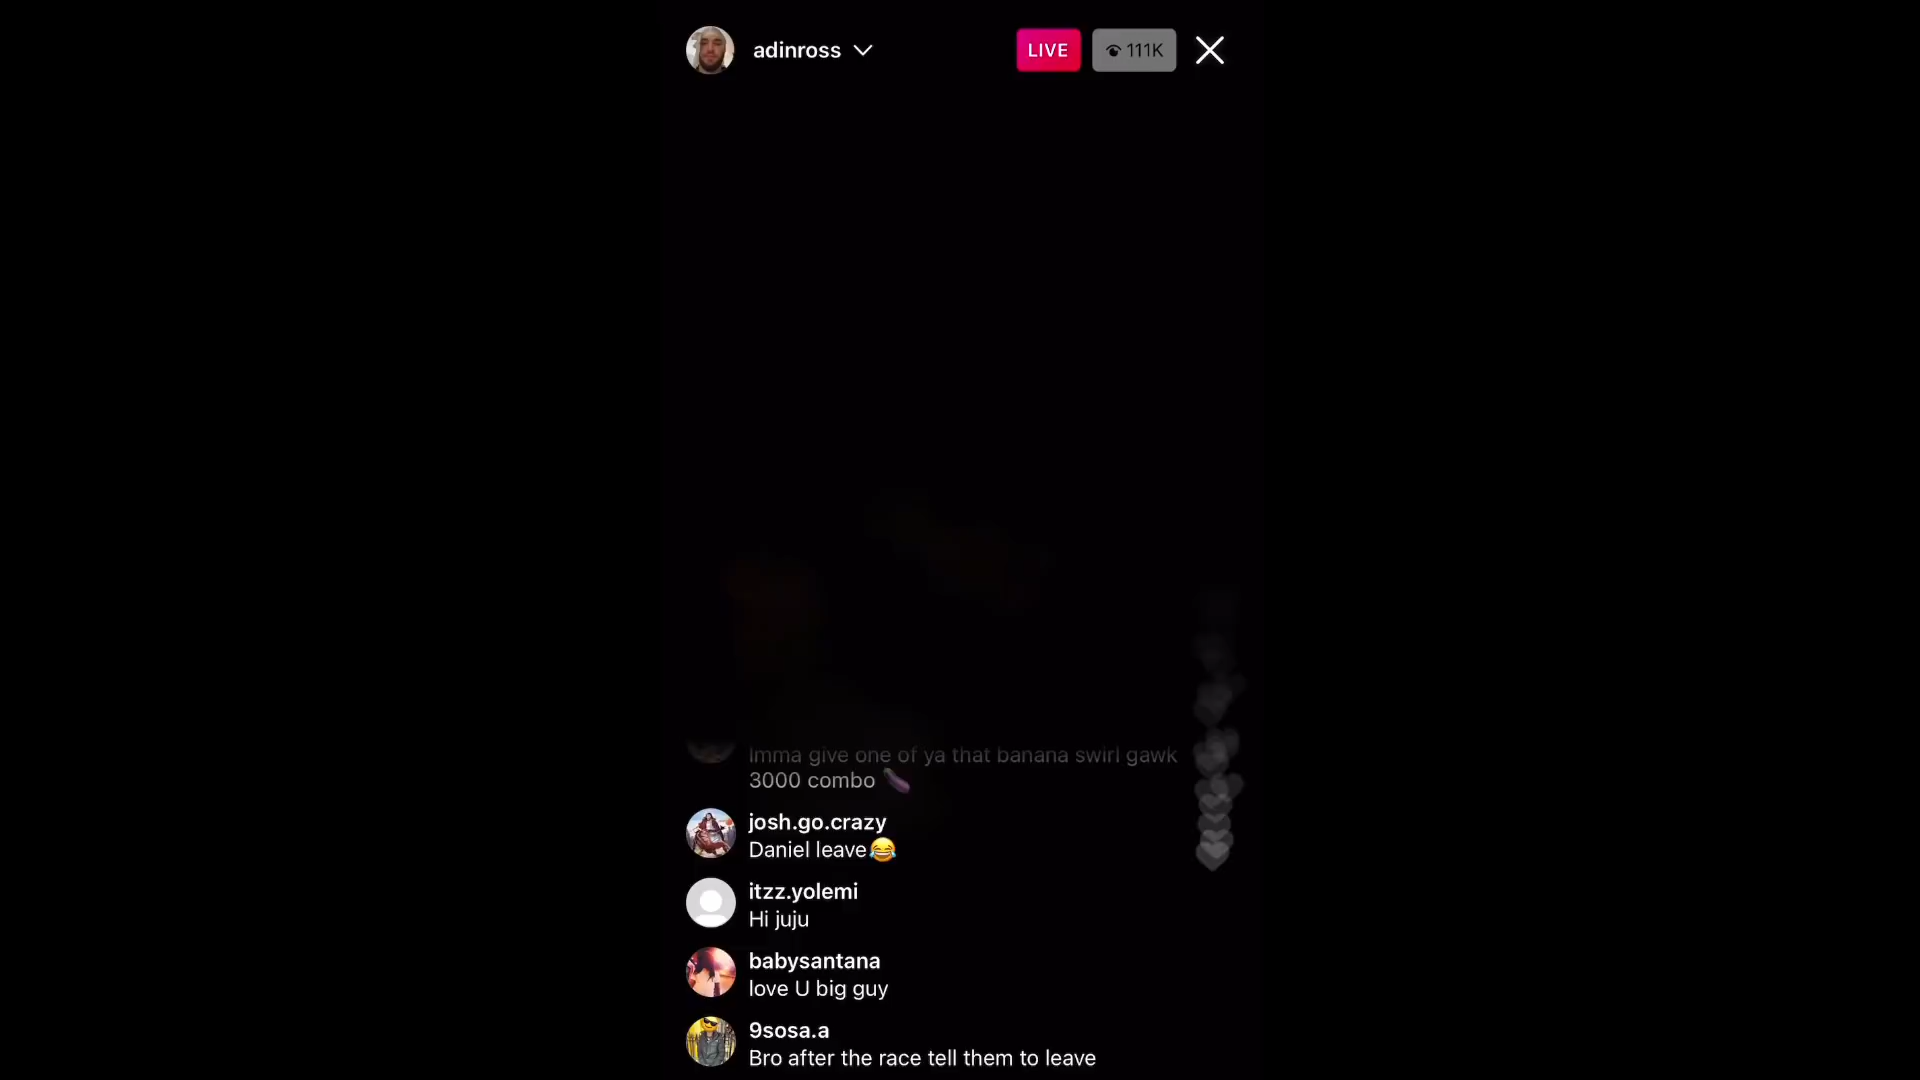 adinross
LIVE
111K
Imma give one of ya that banana swirl gawk
3000 combo 🍆
josh.go.crazy
Daniel leave😂
itzz.yolemi
Hi juju
babysantana
love U big guy
9sosa.a
Bro after the race tell them to leave